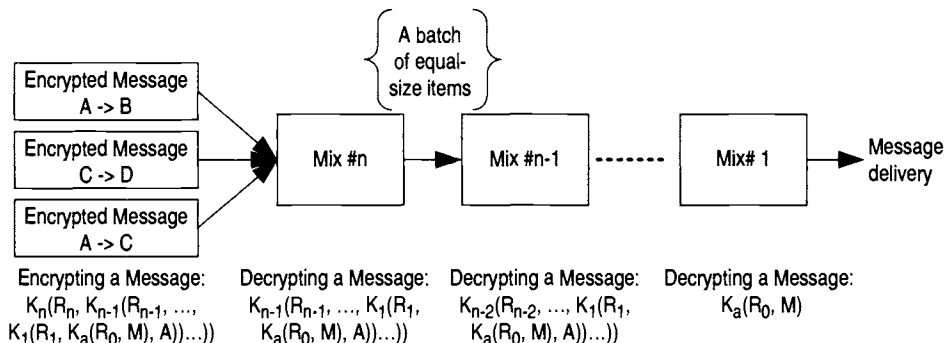 A batch
of equal-
size items
Encrypted Message
A -> B
Encrypted Message
C -> D
Encrypted Message
A -> C
Mix #n
Mix #n-1
Mix# 1
Message
delivery
Encrypting a Message:
Kn(Rn, Kn-1(Rn-1, ...,
K1(R1, Ka(R0, M), A))...))
Decrypting a Message:
Kn-1(Rn-1, ..., K1(R1,
Ka(R0, M), A))...))
Decrypting a Message:
Kn-2(Rn-2, ..., K1(R1,
Ka(R0, M), A))...))
Decrypting a Message:
Ka(R0, M)